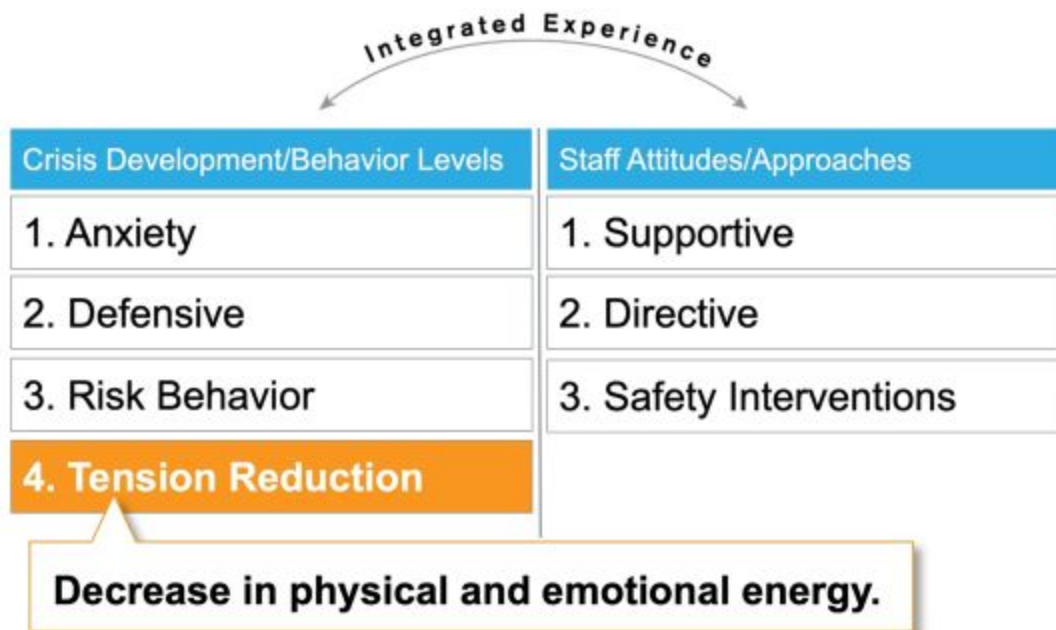 Integrated Experience
Crisis Development/Behavior Levels
1. Anxiety
2. Defensive
3. Risk Behavior
4. Tension Reduction
Staff Attitudes/Approaches
1. Supportive
2. Directive
3. Safety Interventions
Decrease in physical and emotional energy.